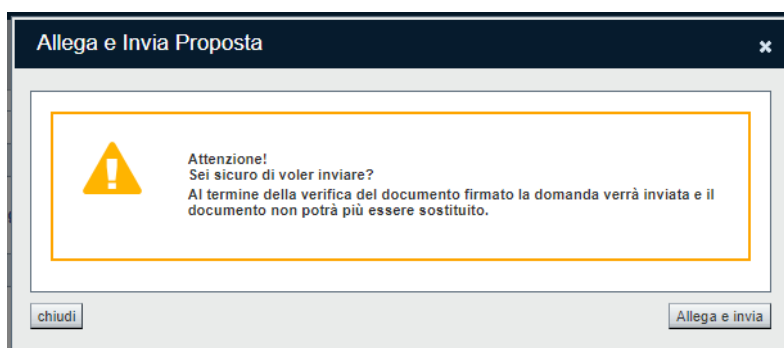 Allega e Invia Proposta
Attenzione!
Sei sicuro di voler inviare?
Al termine della verifica del documento firmato la domanda verrà inviata e il
documento non potrà più essere sostituito.
chiudi
Allega e invia